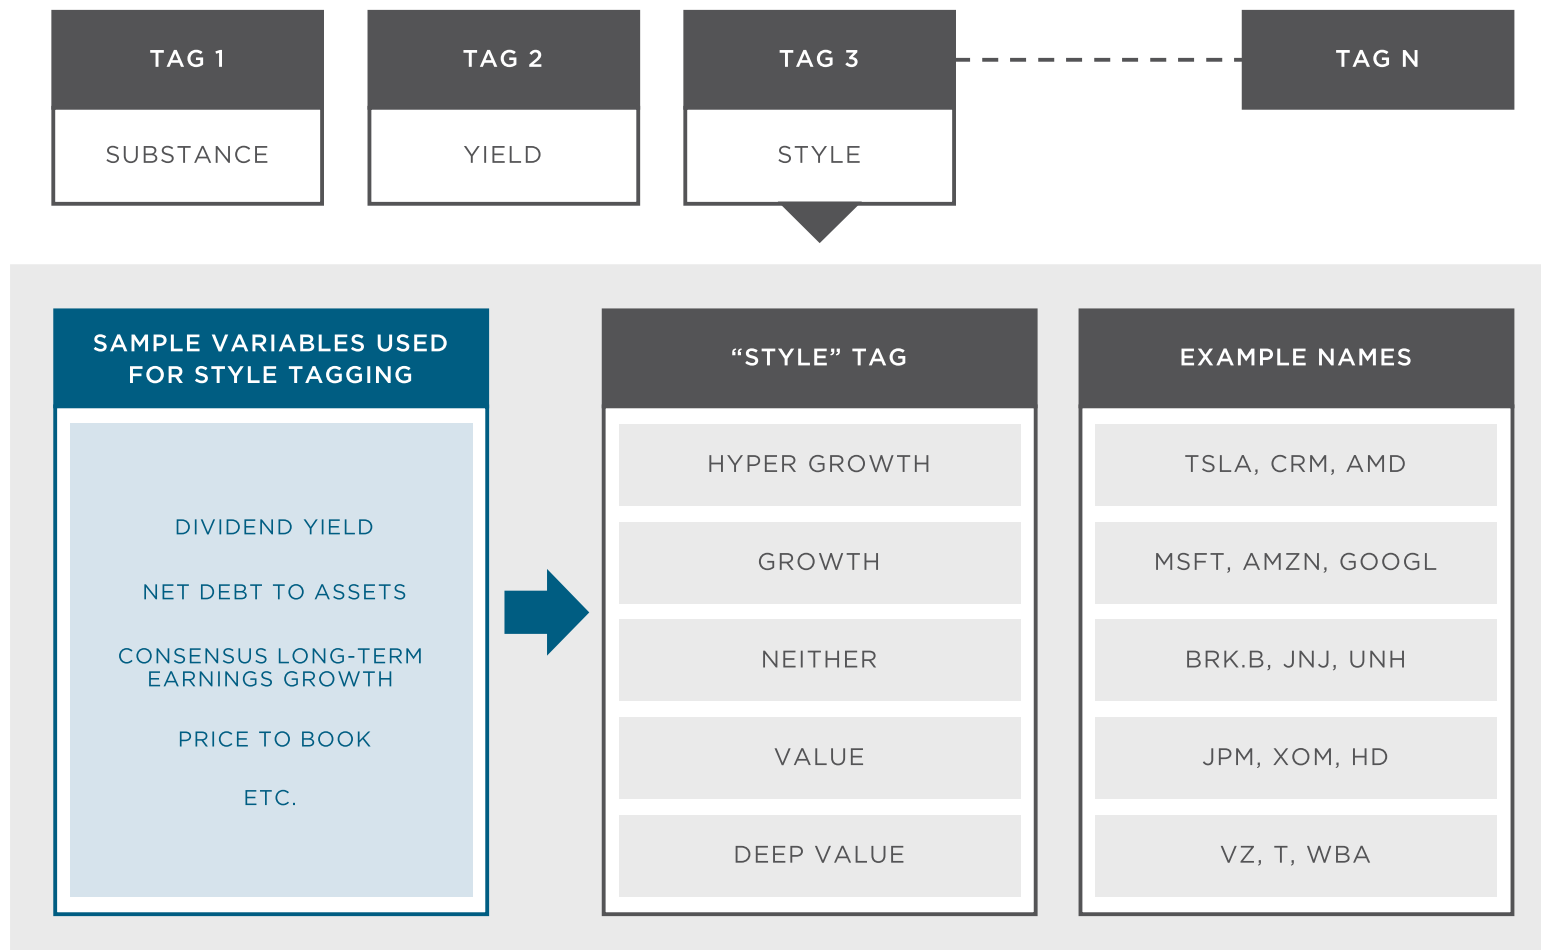 TAG 1
TAG 2
TAG 3
TAG N
SUBSTANCE
YIELD
STYLE
SAMPLE VARIABLES USED
FOR STYLE TAGGING
DIVIDEND YIELD
NET DEBT TO ASSETS
CONSENSUS LONG-TERM
EARNINGS GROWTH
PRICE TO BOOK
ETC.
“STYLE” TAG
HYPER GROWTH
GROWTH
NEITHER
VALUE
DEEP VALUE
EXAMPLE NAMES
TSLA, CRM, AMD
MSFT, AMZN, GOOGL
BRK.B, JNJ, UNH
JPM, XOM, HD
VZ, T, WBA